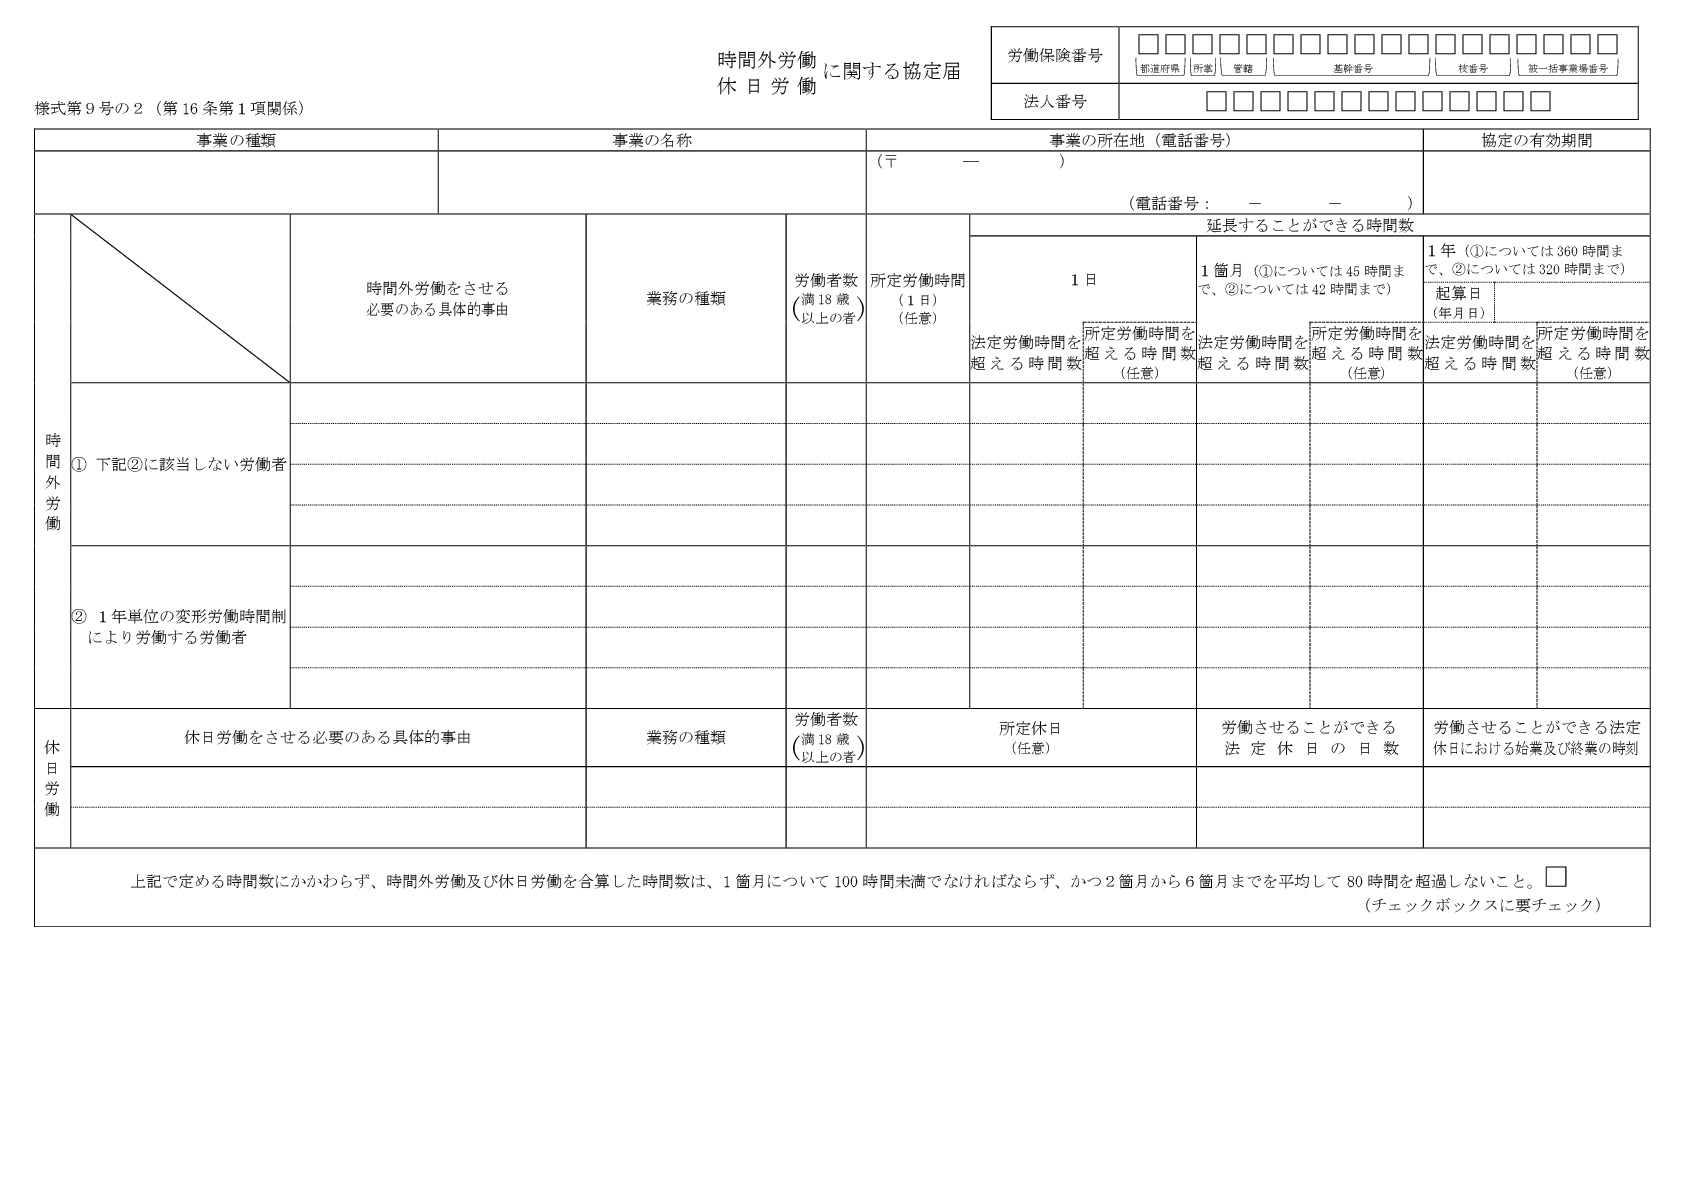 時間外労働
休日労働
に関する協定届
労働保険番号
都道府県 所掌 管轄 基幹番号 枝番号 被一括事業場番号
法人番号
様式第９号の２（第16条第１項関係）
事業の種類 事業の名称 事業の所在地（電話番号） 協定の有効期間
（〒 ― ）
（電話番号： － － ）
時間外労働
時間外労働をさせる
必要のある具体的事由
業務の種類
労働者数
（満18歳
以上の者）
所定労働時間
（１日）
（任意）
延長することができる時間数
１日
１箇月（①については45時間ま
で、②については42時間まで）
１年（①については360時間ま
で、②については320時間まで）
起算日
（年月日）
法定労働時間を
超える時間数
所定労働時間を
超える時間数
（任意）
法定労働時間を
超える時間数
所定労働時間を
超える時間数
（任意）
法定労働時間を
超える時間数
所定労働時間を
超える時間数
（任意）
① 下記②に該当しない労働者
② １年単位の変形労働時間制
により労働する労働者
休日労働
休日労働をさせる必要のある具体的事由
業務の種類
労働者数
（満18歳
以上の者）
所定休日
（任意）
労働させることができる
法定休日の日数
労働させることができる法定
休日における始業及び終業の時刻
上記で定める時間数にかかわらず、時間外労働及び休日労働を合算した時間数は、１箇月について100時間未満でなければならず、かつ２箇月から６箇月までを平均して80時間を超過しないこと。□
（チェックボックスに要チェック）